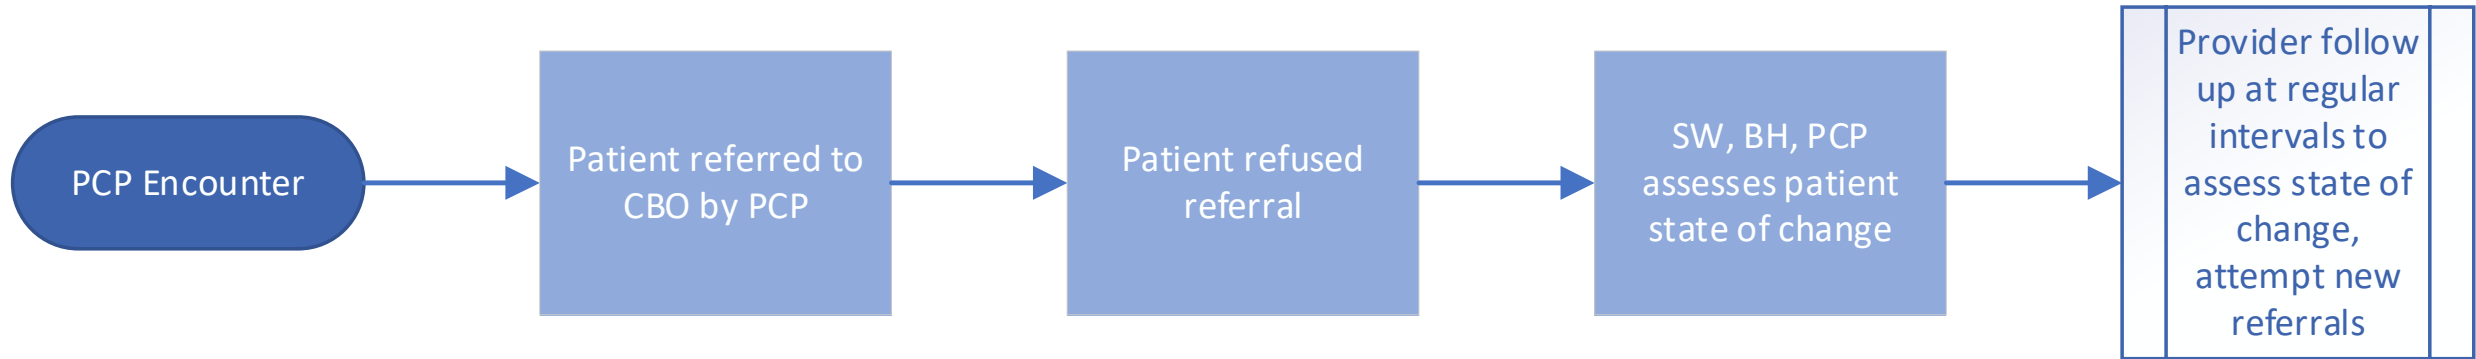 PCP Encounter
Patient referred to
CBO by PCP
Patient refused
referral
SW, BH, PCP
assesses patient
state of change
Provider follow
up at regular
intervals to
assess state of
change,
attempt new
referrals